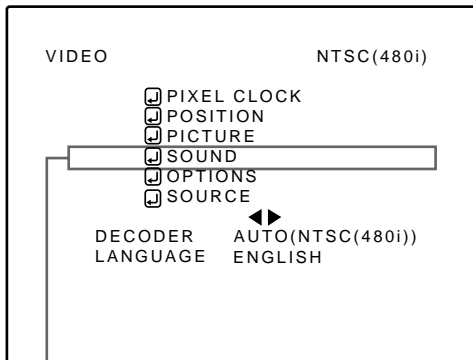 VIDEO NTSC(480i)
PIXEL CLOCK
POSITION
PICTURE
SOUND
OPTIONS
SOURCE
DECODER AUTO(NTSC(480i))
LANGUAGE ENGLISH